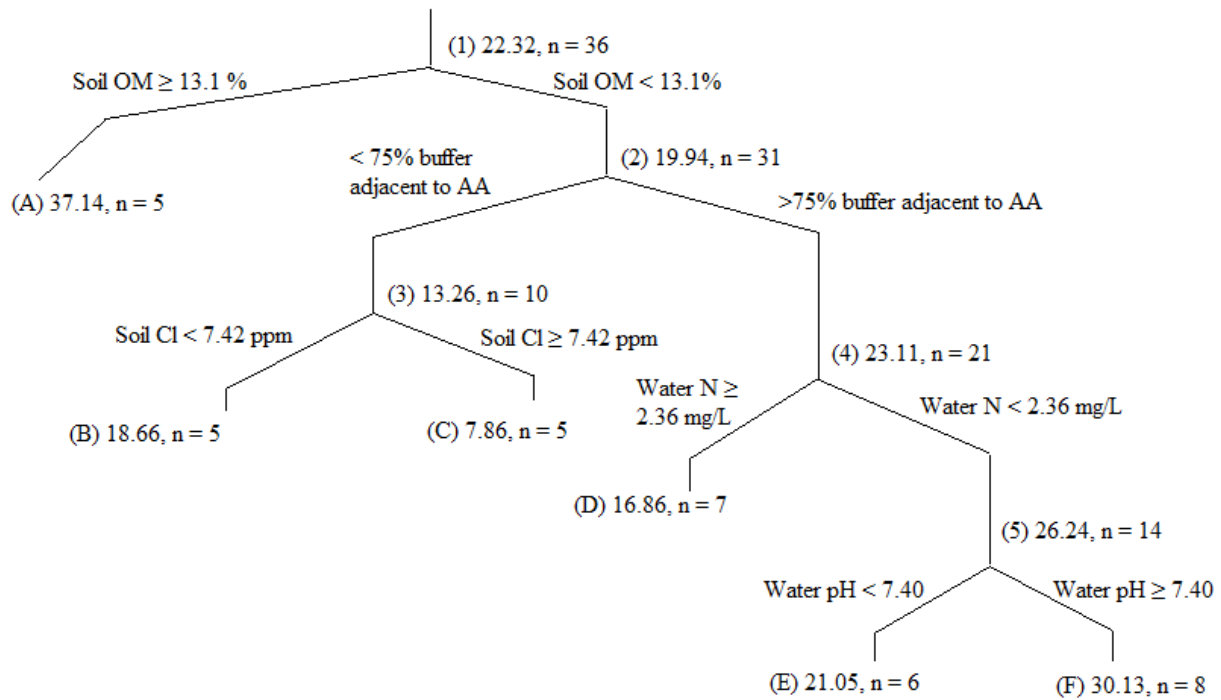 (1) 22.32, n = 36
Soil OM ≥ 13.1 %
Soil OM < 13.1%
< 75% buffer
adjacent to AA
(2) 19.94, n = 31
(A) 37.14, n = 5
>75% buffer adjacent to AA
(3) 13.26, n = 10
Soil Cl < 7.42 ppm
Soil Cl ≥ 7.42 ppm
(4) 23.11, n = 21
Water N ≥
2.36 mg/L
Water N < 2.36 mg/L
(B) 18.66, n = 5
(C) 7.86, n = 5
(D) 16.86, n = 7
(5) 26.24, n = 14
Water pH < 7.40
Water pH ≥ 7.40
(E) 21.05, n = 6
(F) 30.13, n = 8